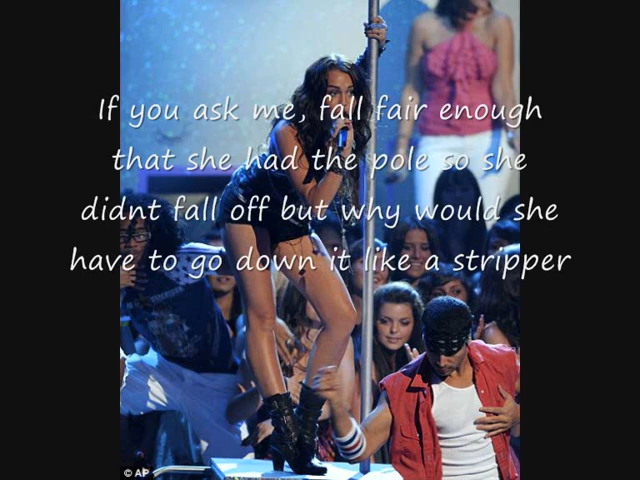 If you ask me, fall fair enough
that she had the pole so she
didnt fall off but why would she
have to go down it like a stripper
© AP